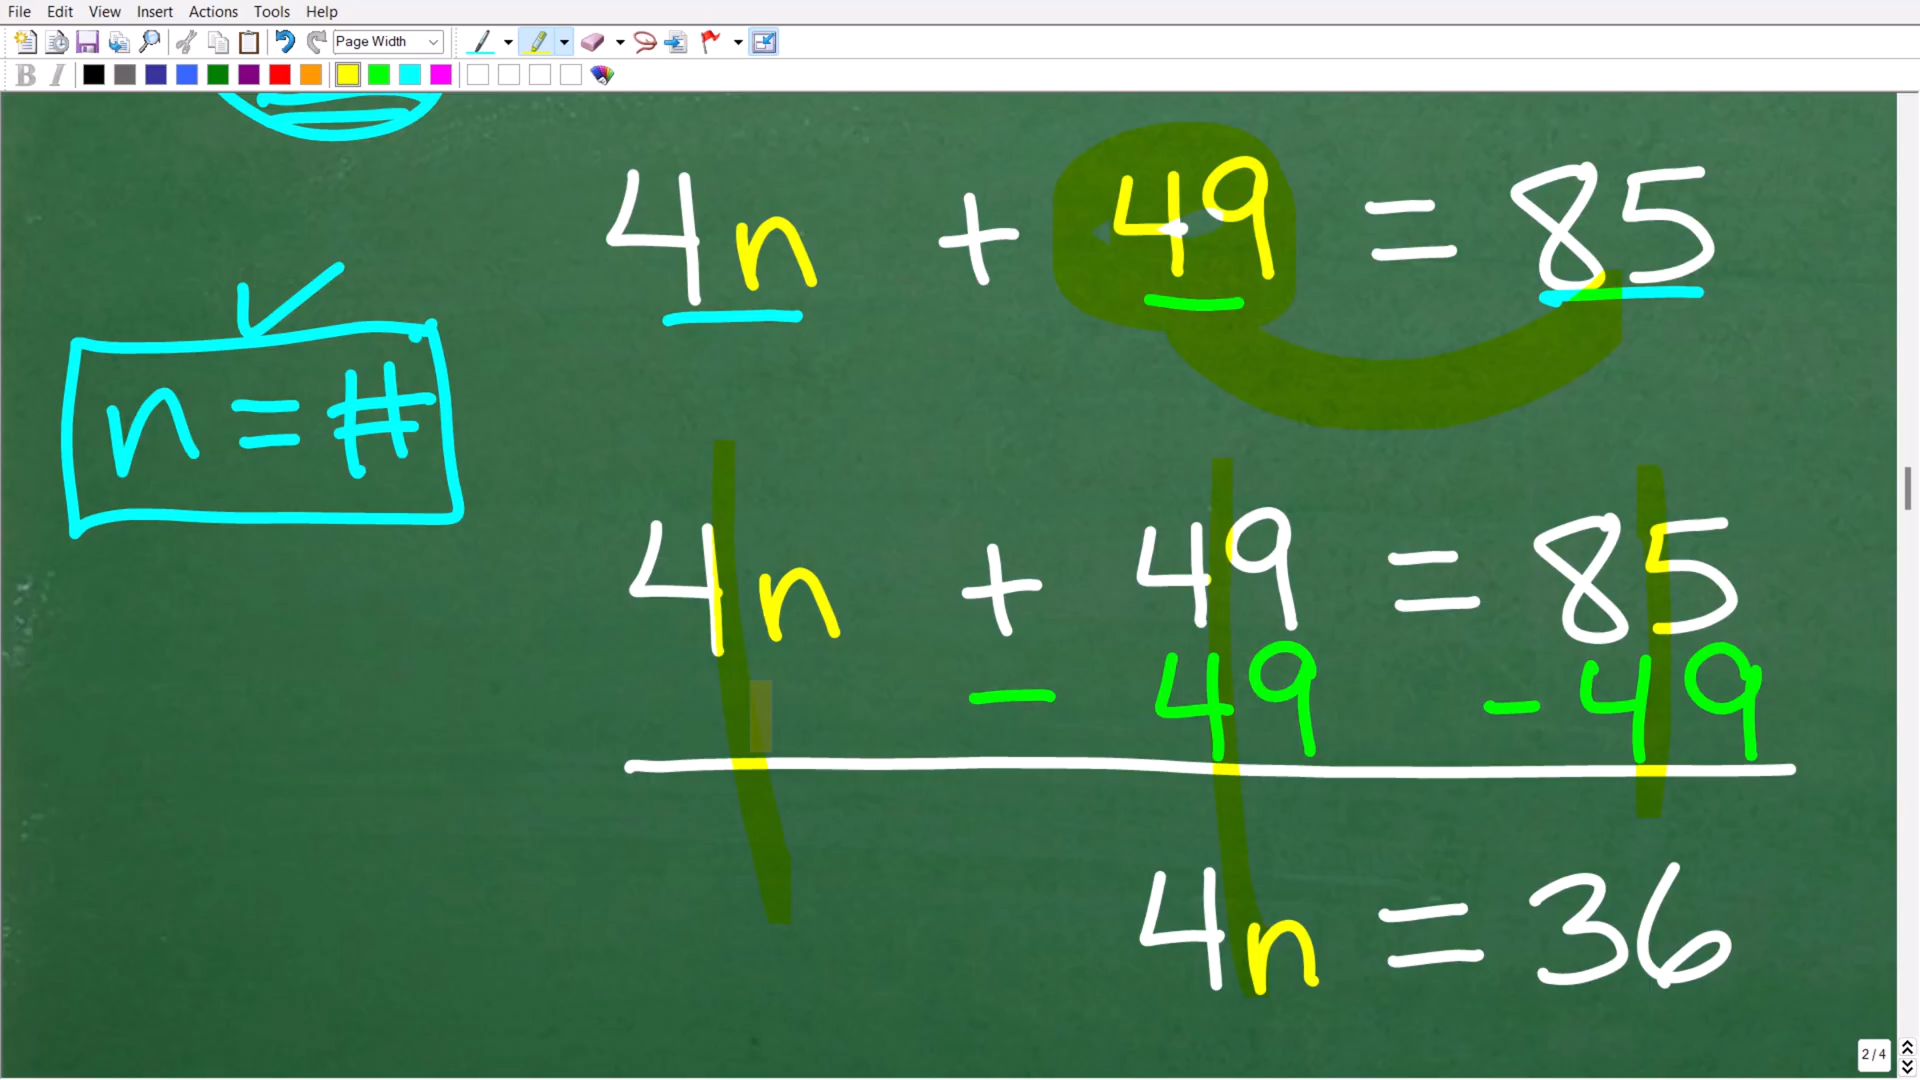 File Edit View Insert Actions Tools Help
Page Width
B I
4n + 49 = 85
n = #
4n + 49 = 85
- 49 - 49
4n = 36
2 / 4